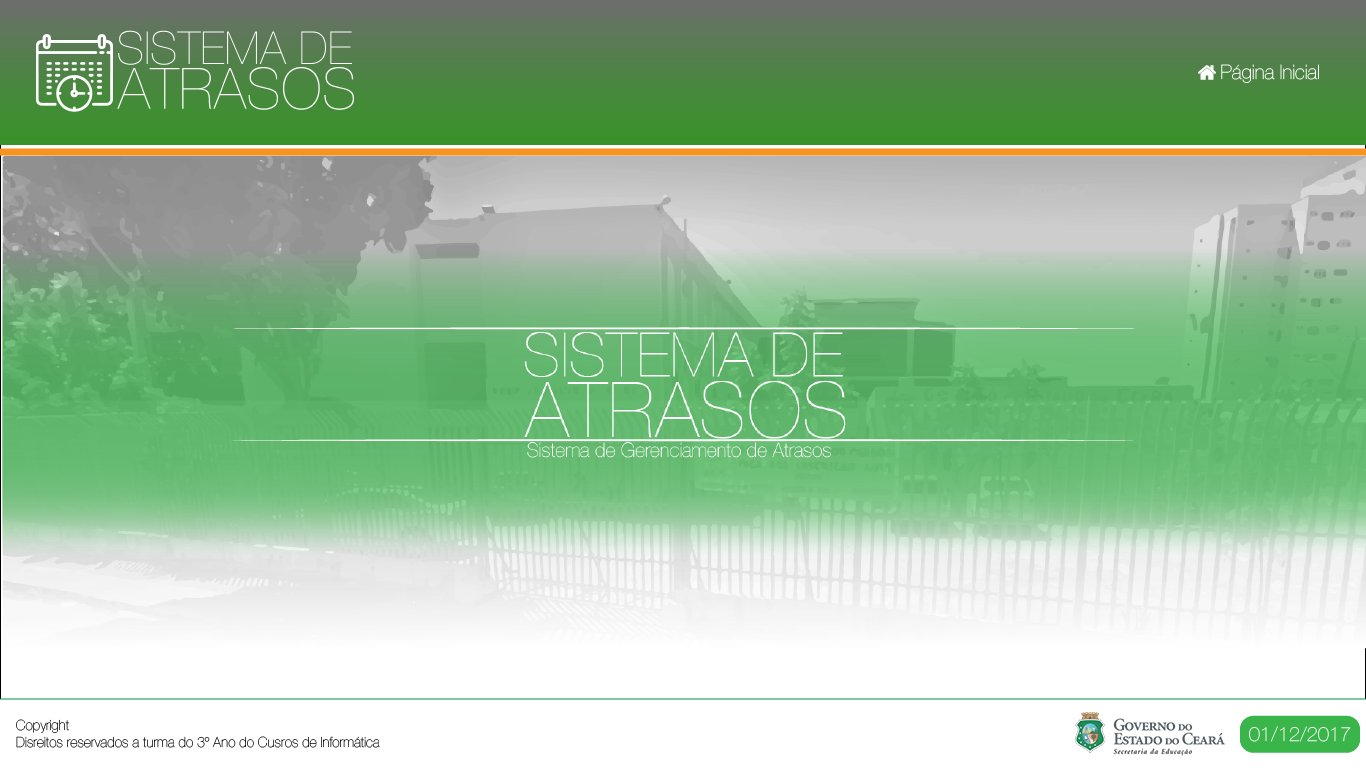 SISTEMA DE
ATRASOS
Página Inicial
SISTEMA DE
ATRASOS
Sistema de Gerenciamento de Atrasos
Copyright
Disreitos reservados a turma do 3º Ano do Cusros de Informática
GOVERNO DO
ESTADO DO CEARÁ
Secretaria da Educação
01/12/2017